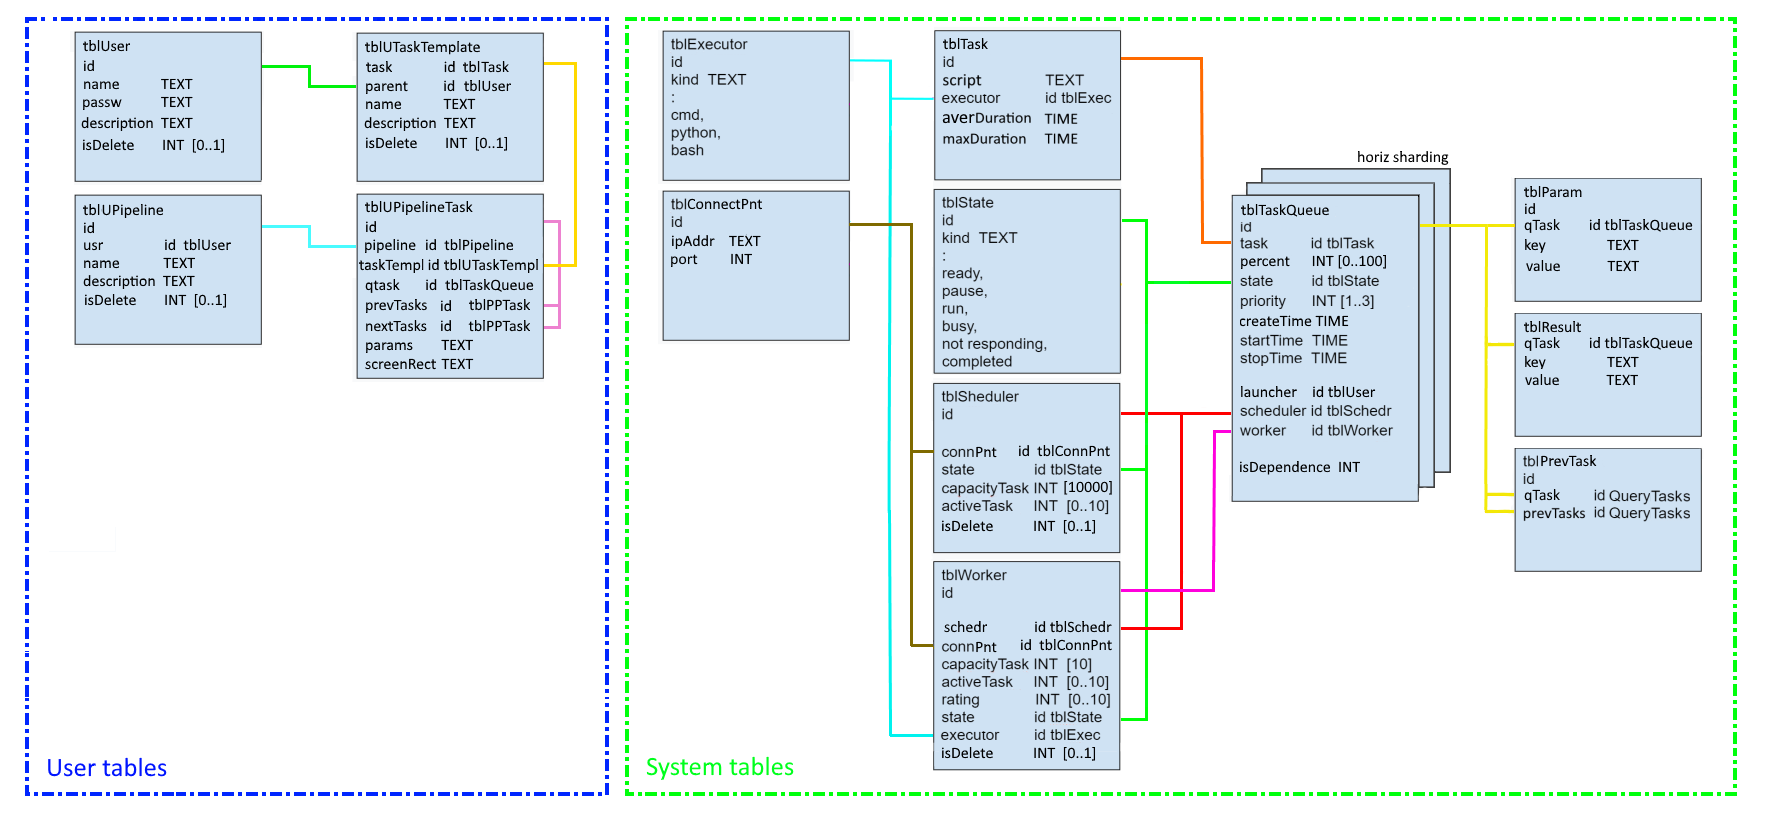 tblUser
id
name TEXT
passw TEXT
description TEXT
isDelete INT [0..1]
tblUTaskTemplate
task id tblTask
parent id tblUser
name TEXT
description TEXT
isDelete INT [0..1]
tblUPipeline
id
usr id tblUser
name TEXT
description TEXT
isDelete INT [0..1]
tblUPipelineTask
id
pipeline id tblPipeline
taskTempl id tblUTaskTempl
qtask id tblTaskQueue
prevTasks id tblPPTask
nextTasks id tblPPTask
params TEXT
screenRect TEXT
User tables
tblExecutor
id
kind TEXT
:
cmd,
python,
bash
tblConnectPnt
id
ipAddr TEXT
port INT
tblTask
id
script TEXT
executor id tblExec
averDuration TIME
maxDuration TIME
tblState
id
kind TEXT
:
ready,
pause,
run,
busy,
not responding,
completed
tblSheduler
id
connPnt id tblConnPnt
state id tblState
capacityTask INT [10000]
activeTask INT [0..10]
isDelete INT [0..1]
tblWorker
id
schedr id tblSchedr
connPnt id tblConnPnt
capacityTask INT [10]
activeTask INT [0..10]
rating INT [0..10]
state id tblState
executor id tblExec
isDelete INT [0..1]
horiz sharding
tblTaskQueue
id
task id tblTask
percent INT [0..100]
state id tblState
priority INT [1..3]
createTime TIME
startTime TIME
stopTime TIME
launcher id tblUser
scheduler id tblSchedr
worker id tblWorker
isDependence INT
tblParam
id
qTask id tblTaskQueue
key TEXT
value TEXT
tblResult
qTask id tblTaskQueue
key TEXT
value TEXT
tblPrevTask
id
qTask id QueryTasks
prevTasks id QueryTasks
System tables